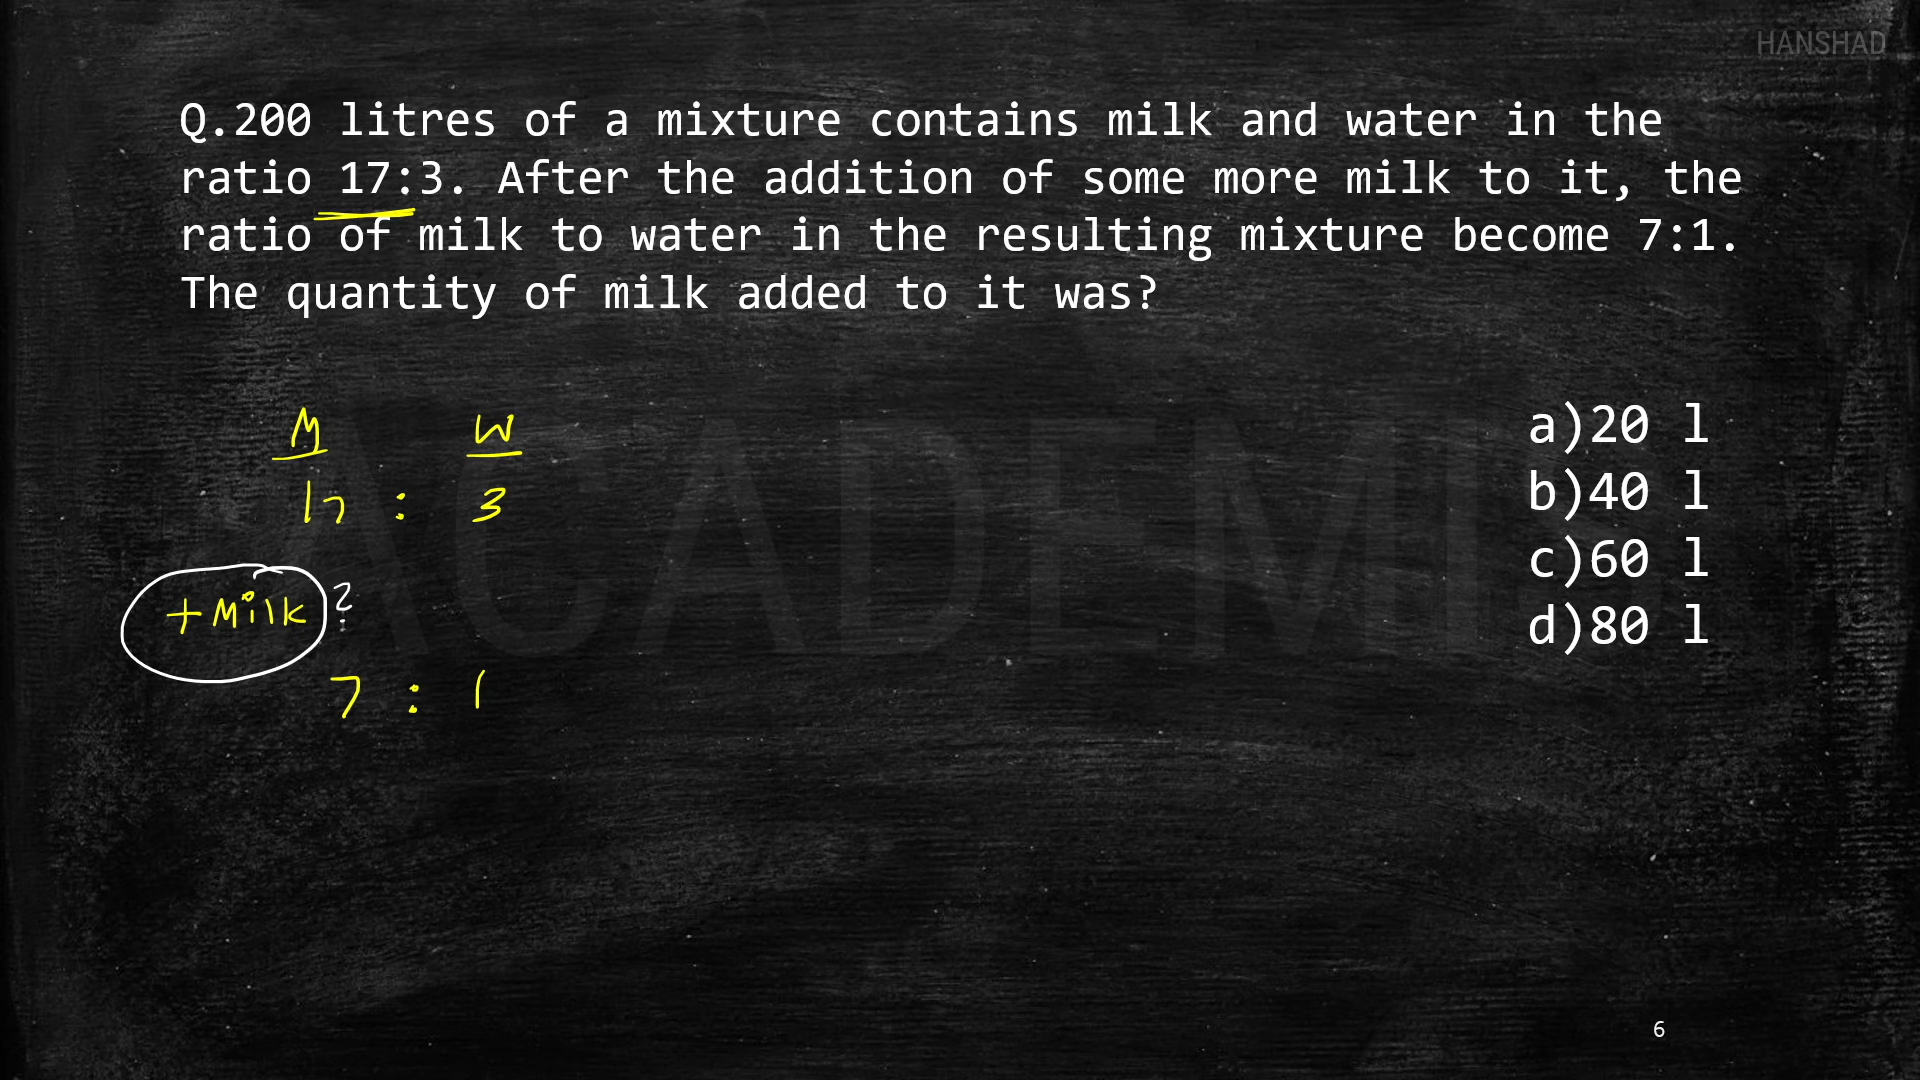 HANSHAD
Q.200 litres of a mixture contains milk and water in the
ratio 17:3. After the addition of some more milk to it, the
ratio of milk to water in the resulting mixture become 7:1.
The quantity of milk added to it was?
M W
17 : 3
+Milk ?
7 : 1
a)20 l
b)40 l
c)60 l
d)80 l
ACADEMI
6